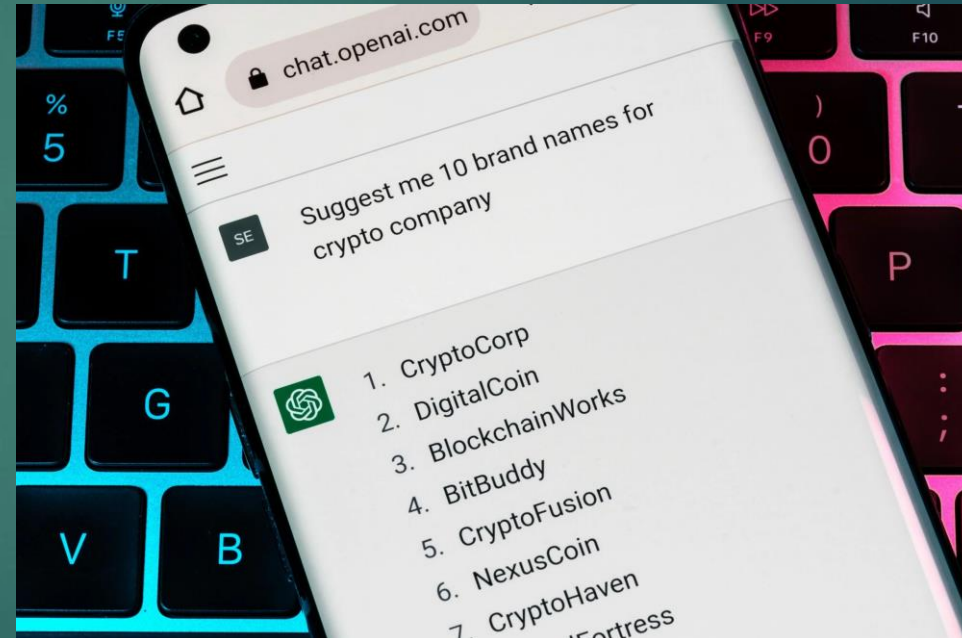 F5
F9
F10
%
5
)
0
T
P
G
:
;
V
B
chat.openai.com
SE
Suggest me 10 brand names for
crypto company
1. CryptoCorp
2. DigitalCoin
3. BlockchainWorks
4. BitBuddy
5. CryptoFusion
6. NexusCoin
7. CryptoHaven